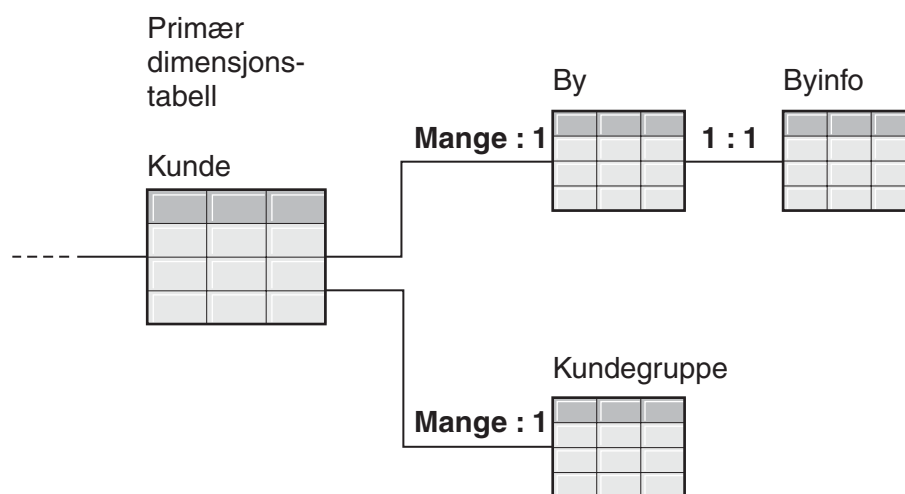 Primær
dimensjons-
tabell
Kunde
Mange : 1
By
1 : 1
Byinfo
Mange : 1
Kundegruppe